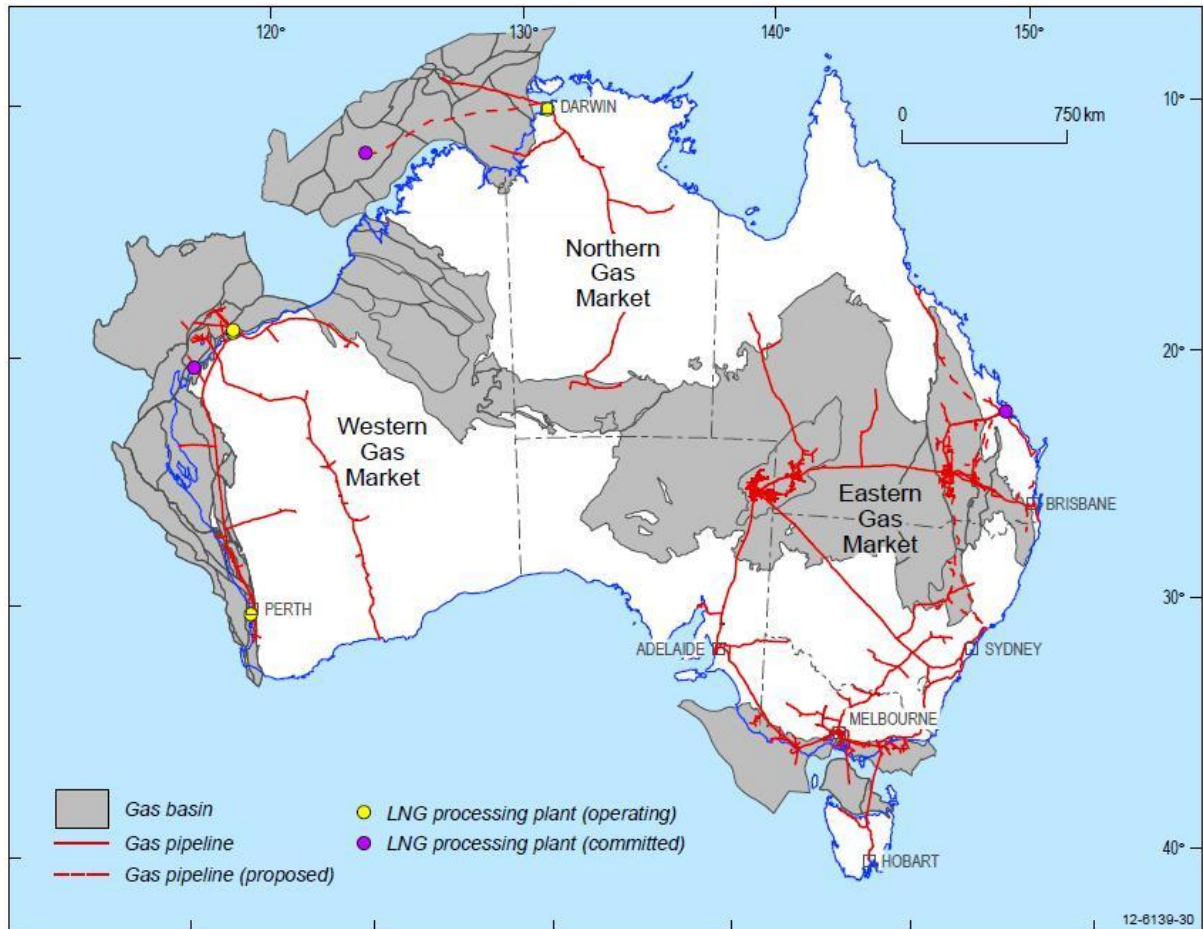 120°
130°
140°
150°
10°
DARWIN
0
750 km
Northern
Gas
Market
20°
Western
Gas
Market
Eastern
Gas
Market
BRISBANE
PERTH
30°
ADELAIDE
SYDNEY
MELBOURNE
Gas basin
Gas pipeline
Gas pipeline (proposed)
LNG processing plant (operating)
LNG processing plant (committed)
40°
HOBART
12-6139-30